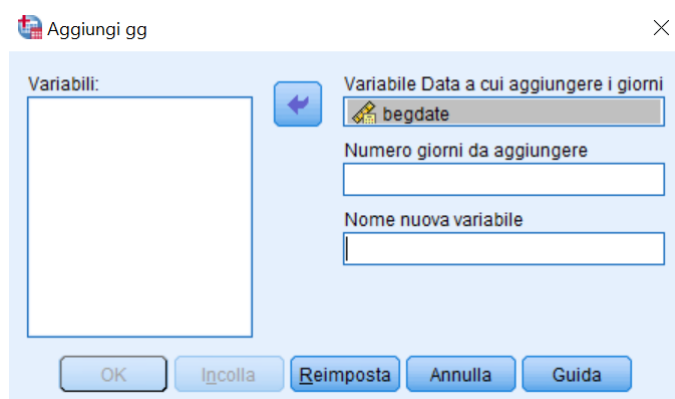 Aggiungi gg
Variabili:
Variabile Data a cui aggiungere i giorni
begdate
Numero giorni da aggiungere
Nome nuova variabile
OK Incolla Reimposta Annulla Guida